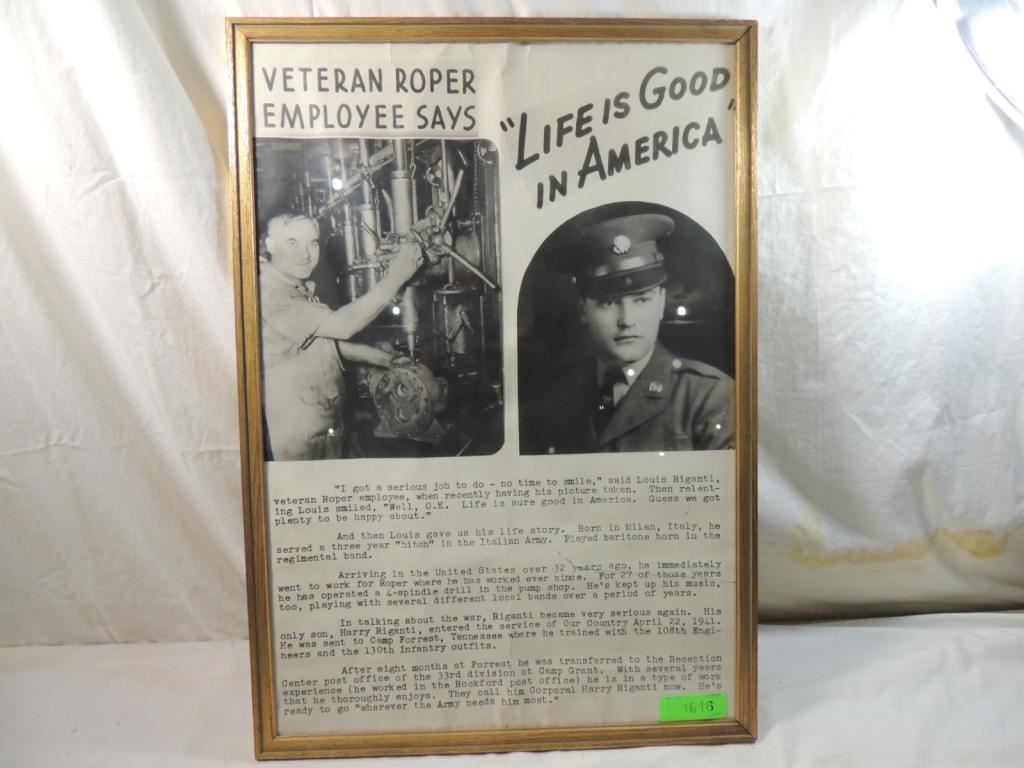 VETERAN ROPER
EMPLOYEE SAYS
"LIFE IS GOOD
IN AMERICA"
"I got a serious job to do - no time to smile," said Louis Riganti,
veteran Roper employee, when recently having his picture taken. Then relent-
ing Louis smiled, "Well, O.K. Life is sure good in America. Guess we got
plenty to be happy about."
And then Louis gave us his life story. Born in Milan, Italy, he
served a three year "hitch" in the Italian Army. Played baritone horn in the
regimental band.
Arriving in the United States over 32 years ago, he immediately
went to work for Roper where he has worked ever since. For 27 of those years
he has operated a 4-spindle drill in the pump shop. He's kept up his music,
too, playing with several different local bands over a period of years.
In talking about the war, Riganti became very serious again. His
only son, Harry Riganti, entered the service of Our Country April 22, 1941.
He was sent to Camp Forrest, Tennessee where he trained with the 108th Engi-
neers and the 130th Infantry outfits.
After eight months at Forrest he was transferred to the Reception
Center post office of the 33rd division at Camp Grant. With several years
experience (he worked in the Rockford post office) he is in a type of work
that he thoroughly enjoys. They call him Corporal Harry Riganti now. He's
ready to go "wherever the Army needs him most."
1616